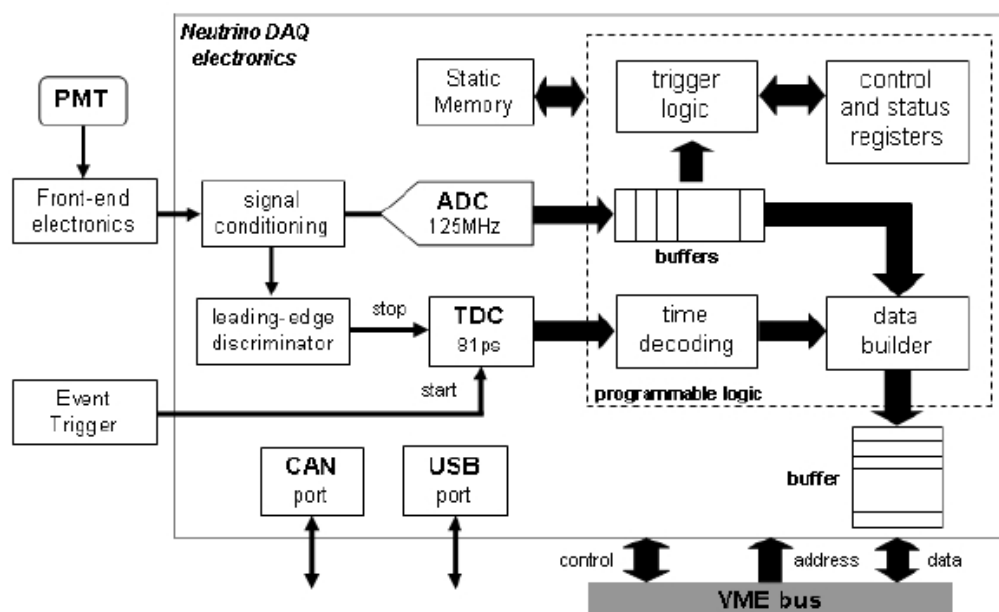 Neutrino DAQ
electronics
PMT
Static
Memory
trigger
logic
control
and status
registers
Front-end
electronics
signal
conditioning
ADC
125MHz
buffers
leading-edge
discriminator
stop
TDC
81ps
time
decoding
data
builder
start
programmable logic
Event
Trigger
CAN
port
USB
port
buffer
control
address
data
VME bus